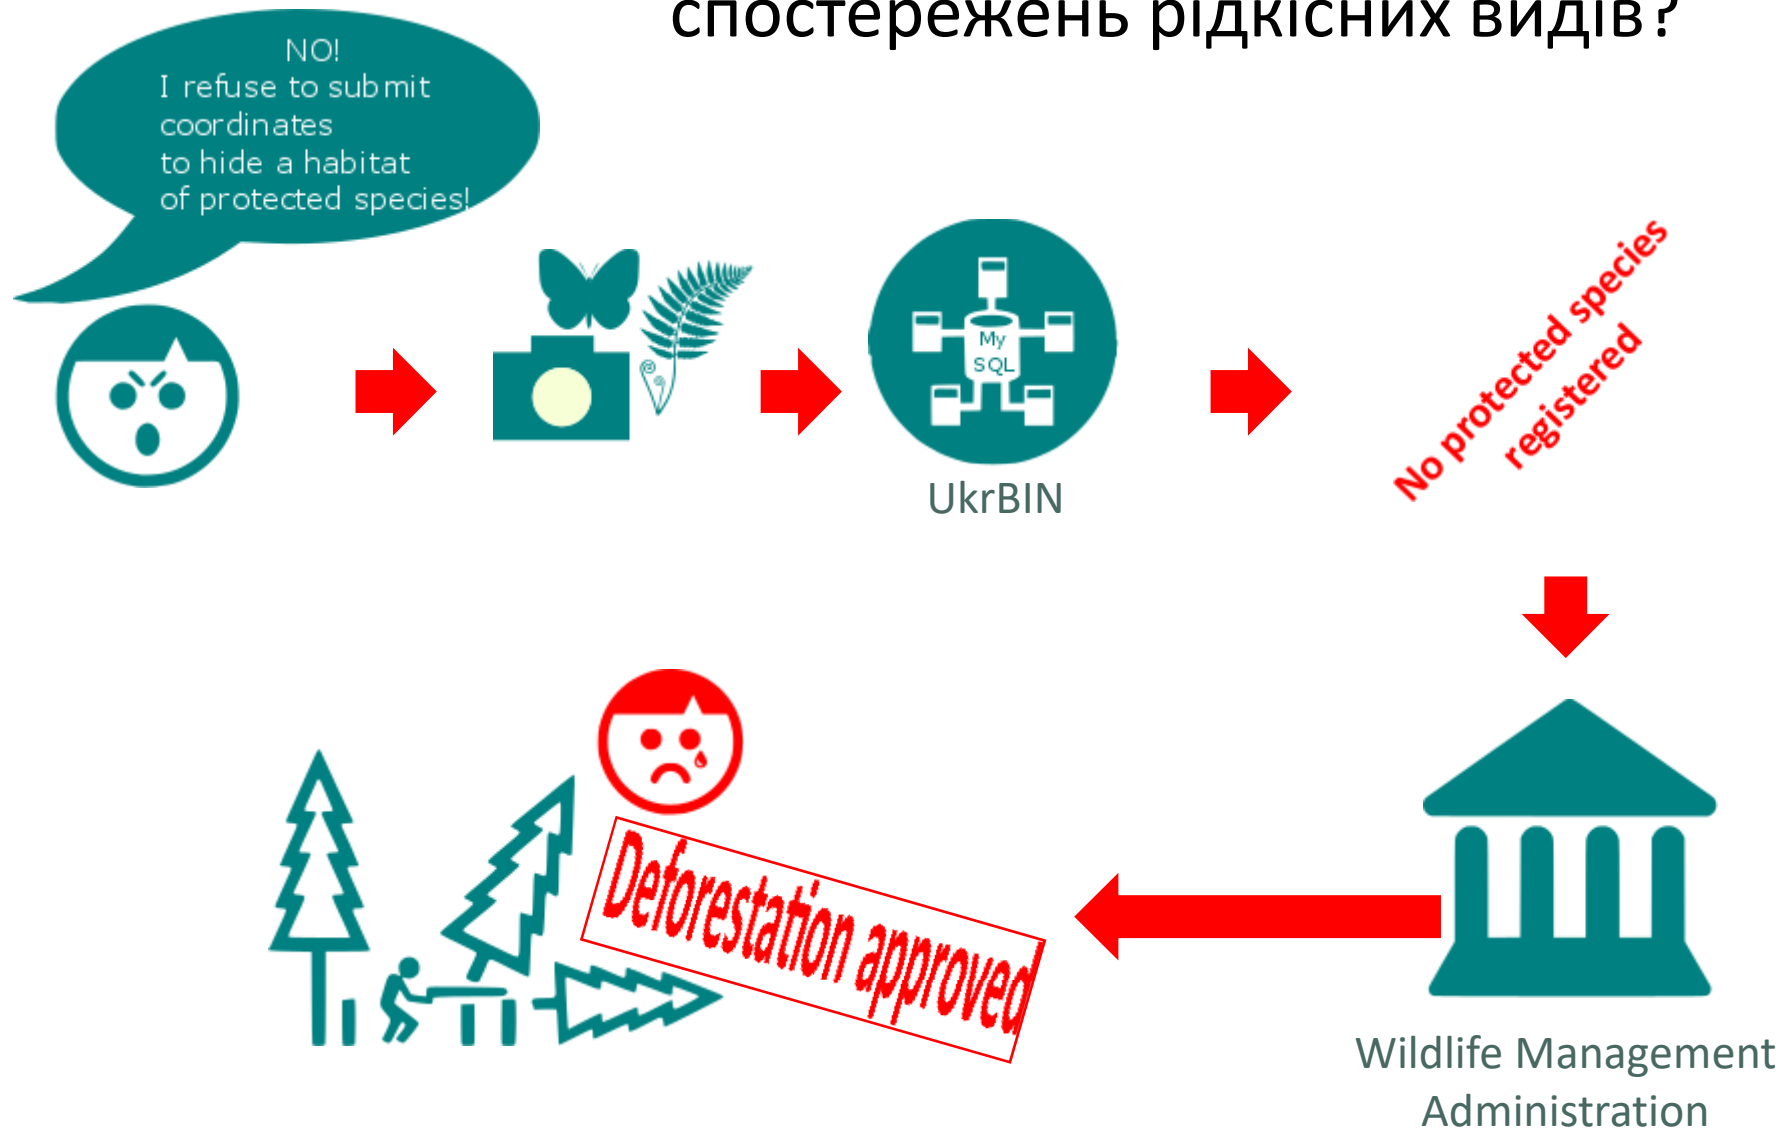 спостережень рідкісних видів?
NO!
I refuse to submit
coordinates
to hide a habitat
of protected species!
My
SQL
UkrBIN
No protected species
registered
Deforestation approved
Wildlife Management
Administration